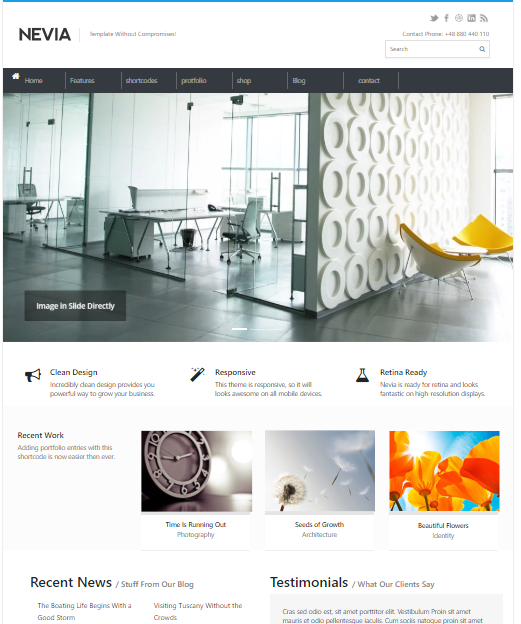 NEVIA
Template Without Compromises!
Contact Phone: +48 880 440 110
Search
Home
Features
shortcodes
protfolio
shop
Blog
contact
Image in Slide Directly
Clean Design
Incredibly clean design provides you
powerful way to grow your business.
Responsive
This theme is responsive, so it will
looks awesome on all mobile devices.
Retina Ready
Nevia is ready for retina and looks
fantastic on high-resolution displays.
Recent Work
Adding portfolio entries with this
shortcode is now easier then ever.
Time Is Running Out
Photography
Seeds of Growth
Architecture
Beautiful Flowers
Identity
Recent News / Stuff From Our Blog
The Boating Life Begins With a
Good Storm
Visiting Tuscany Without the
Crowds
Testimonials / What Our Clients Say
Cras sed odio est, sit amet porttitor elit. Vestibulum Proin sit amet
mauris et odio pellentesque iaculis. Cum sociis natoque proin sit amet